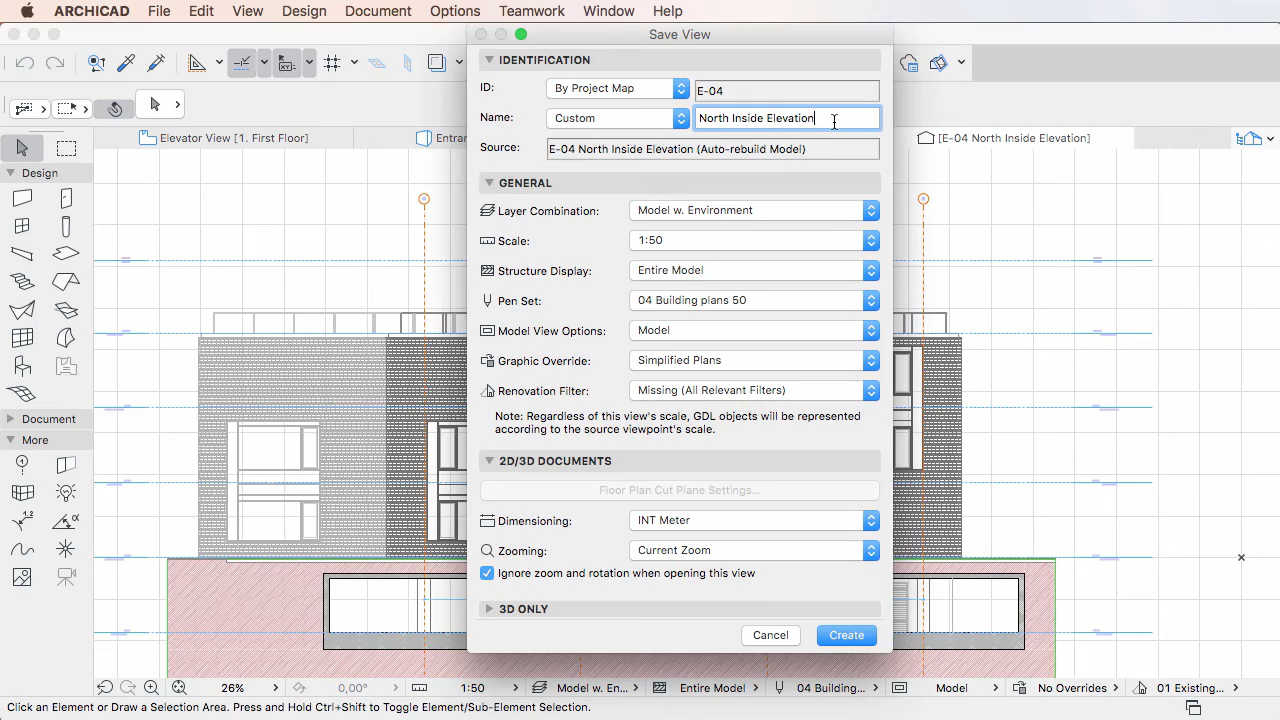 ARCHICAD File Edit View Design Document Options Teamwork Window Help
Save View
IDENTIFICATION
ID: By Project Map E-04
Name: Custom North Inside Elevation
Source: E-04 North Inside Elevation (Auto-rebuild Model)
Elevator View [1. First Floor] Entra [E-04 North Inside Elevation]
Design
GENERAL
Layer Combination: Model w. Environment
Scale: 1:50
Structure Display: Entire Model
Pen Set: 04 Building plans 50
Model View Options: Model
Graphic Override: Simplified Plans
Renovation Filter: Missing (All Relevant Filters)
Note: Regardless of this view's scale, GDL objects will be represented
according to the source viewpoint's scale.
Document
More
2D/3D DOCUMENTS
Floor Plan Cut Plane Settings...
Dimensioning: INT Meter
Zooming: Current Zoom
Ignore zoom and rotation when opening this view
3D ONLY
Cancel Create
26% 0,00° 1:50 Model w. En... Entire Model 04 Building... Model No Overrides 01 Existing...
Click an Element or Draw a Selection Area. Press and Hold Ctrl+Shift to Toggle Element/Sub-Element Selection.